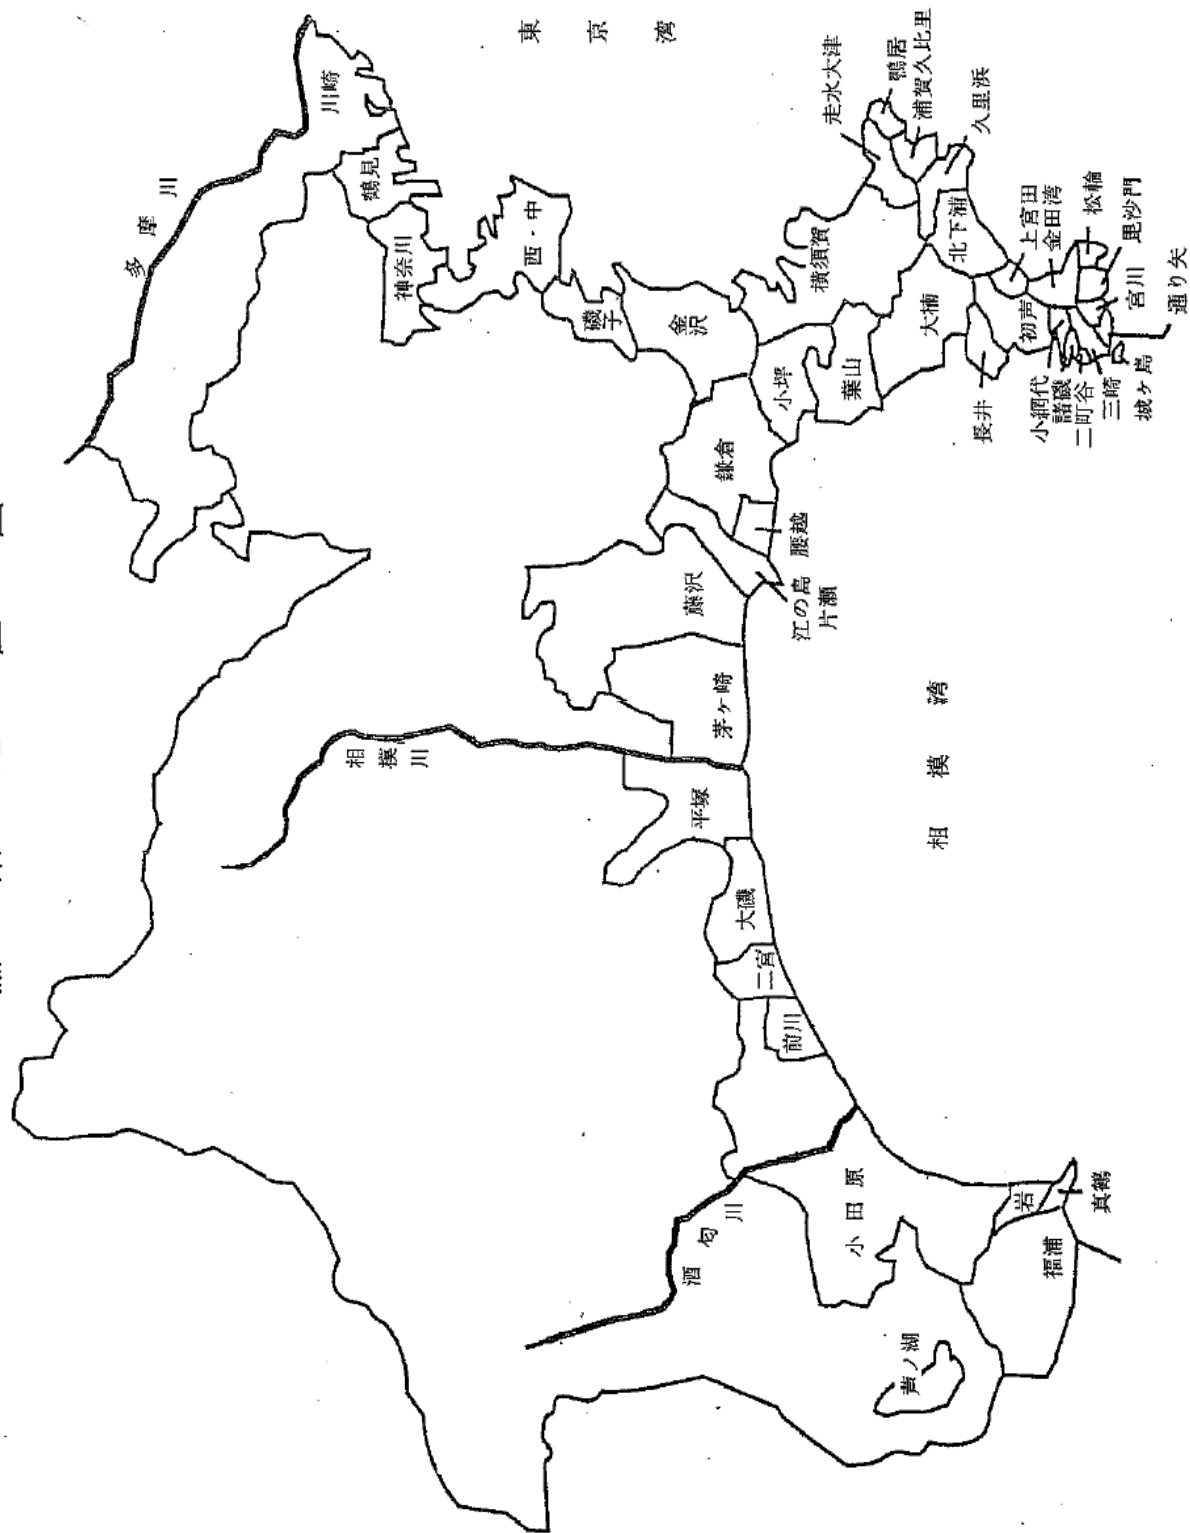 東京湾
多摩川
川崎
鶴見
神奈川
西・中
磯子
金沢
横須賀
走水大津
鴨居
浦賀久比里
久里浜
北下浦
上宮田
金田湾
松輪
毘沙門
宮川
通り矢
城ヶ島
三崎
二町谷
諸磯
小網代
初声
長井
大楠
葉山
小坪
鎌倉
腰越
江の島
片瀬
藤沢
茅ヶ崎
相模川
平塚
大磯
二宮
前川
相模湾
酒匂川
小田原
岩
真鶴
福浦
芦ノ湖